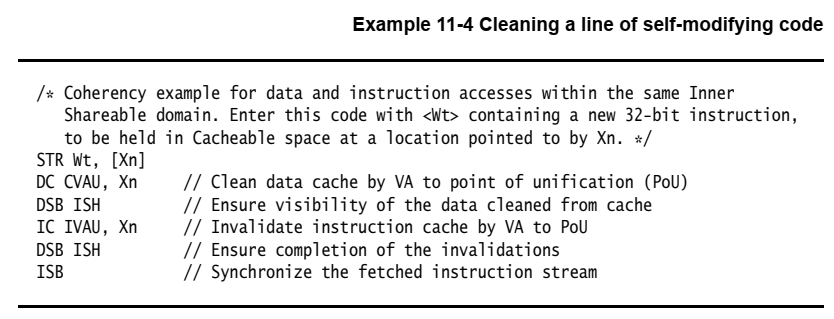 Example 11-4 Cleaning a line of self-modifying code
/* Coherency example for data and instruction accesses within the same Inner
Shareable domain. Enter this code with <Wt> containing a new 32-bit instruction,
to be held in Cacheable space at a location pointed to by Xn. */
STR Wt, [Xn]
DC CVAU, Xn // Clean data cache by VA to point of unification (PoU)
DSB ISH // Ensure visibility of the data cleaned from cache
IC IVAU, Xn // Invalidate instruction cache by VA to PoU
DSB ISH // Ensure completion of the invalidations
ISB // Synchronize the fetched instruction stream